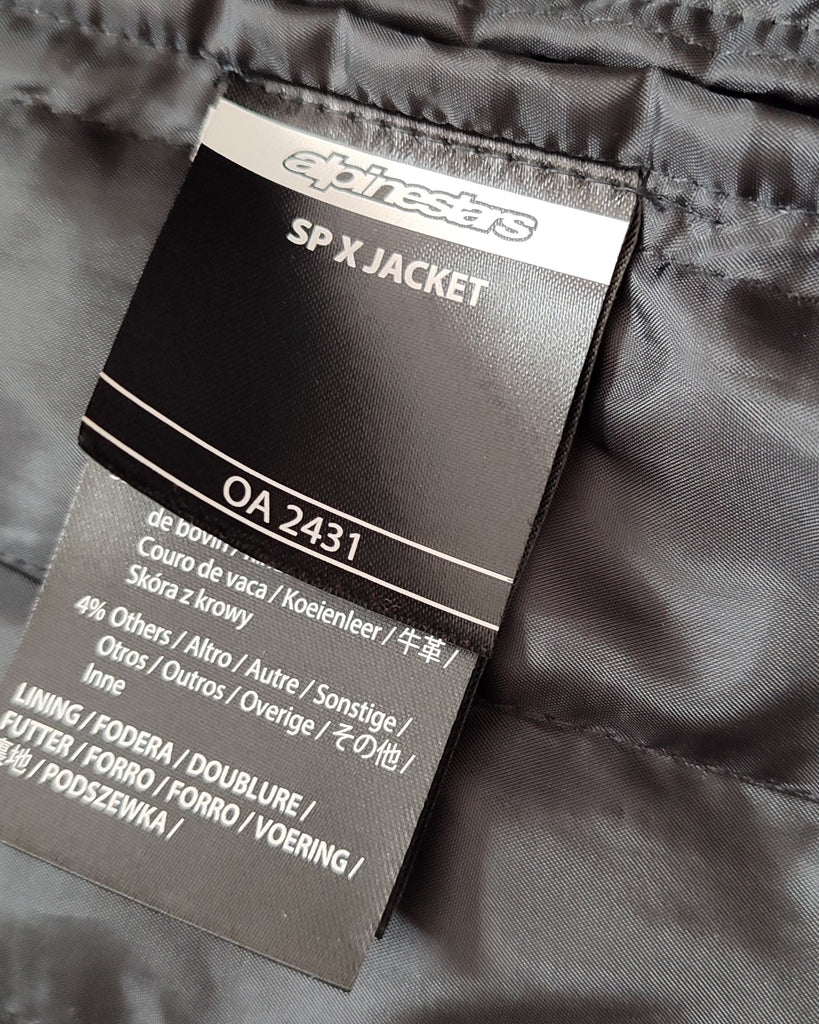 alpinestars
SP X JACKET
OA 2431
de bovin /
Couro de vaca / Koeienleer / 牛革 /
Skóra z krowy
4% Others / Altro / Autre / Sonstige /
Otros / Outros / Overige / その他 /
Inne
LINING / FODERA / DOUBLURE /
FUTTER / FORRO / FORRO / VOERING /
裏地 / PODSZEWKA /